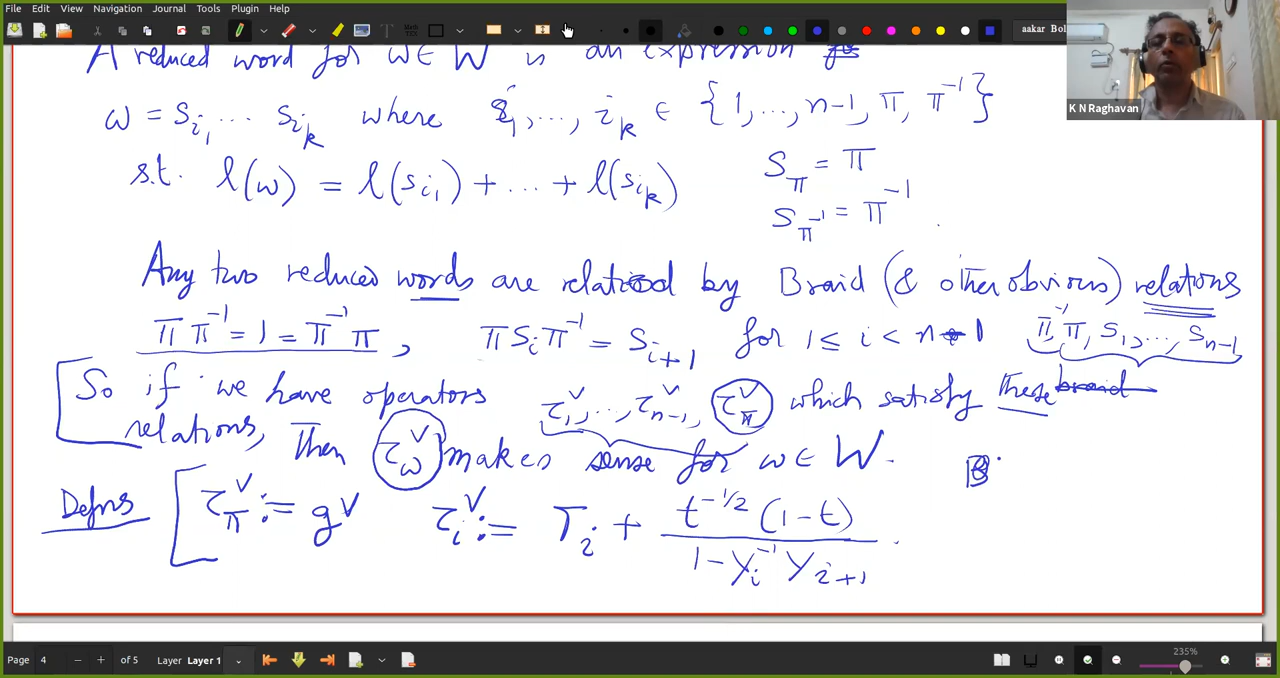 File Edit View Navigation Journal Tools Plugin Help
aakar Bol
K N Raghavan
A reduced word for w ∈ W is an expression
w = s_{i_1} ... s_{i_k} where i_1, ..., i_k ∈ {1, ..., n-1, π, π^{-1}}
s.t. l(w) = l(s_{i_1}) + ... + l(s_{i_k})
s_π = π
s_{π^{-1}} = π^{-1}
Any two reduced words are related by Braid (& other obvious) relations
π π^{-1} = 1 = π^{-1} π, π s_i π^{-1} = s_{i+1} for 1 ≤ i < n-1 π^{-1}, π, s_1, ..., s_{n-1}
So if we have operators τ_1^∨, ..., τ_{n-1}^∨, τ_π^∨ which satisfy these braid
relations, Then τ_w^∨ makes sense for w ∈ W. B
Defns τ_π^∨ := g^∨ τ_i^∨ := T_i + t^{-1/2} (1-t) / 1 - Y_i^{-1} Y_{i+1}
Page 4 of 5 Layer Layer 1 235%